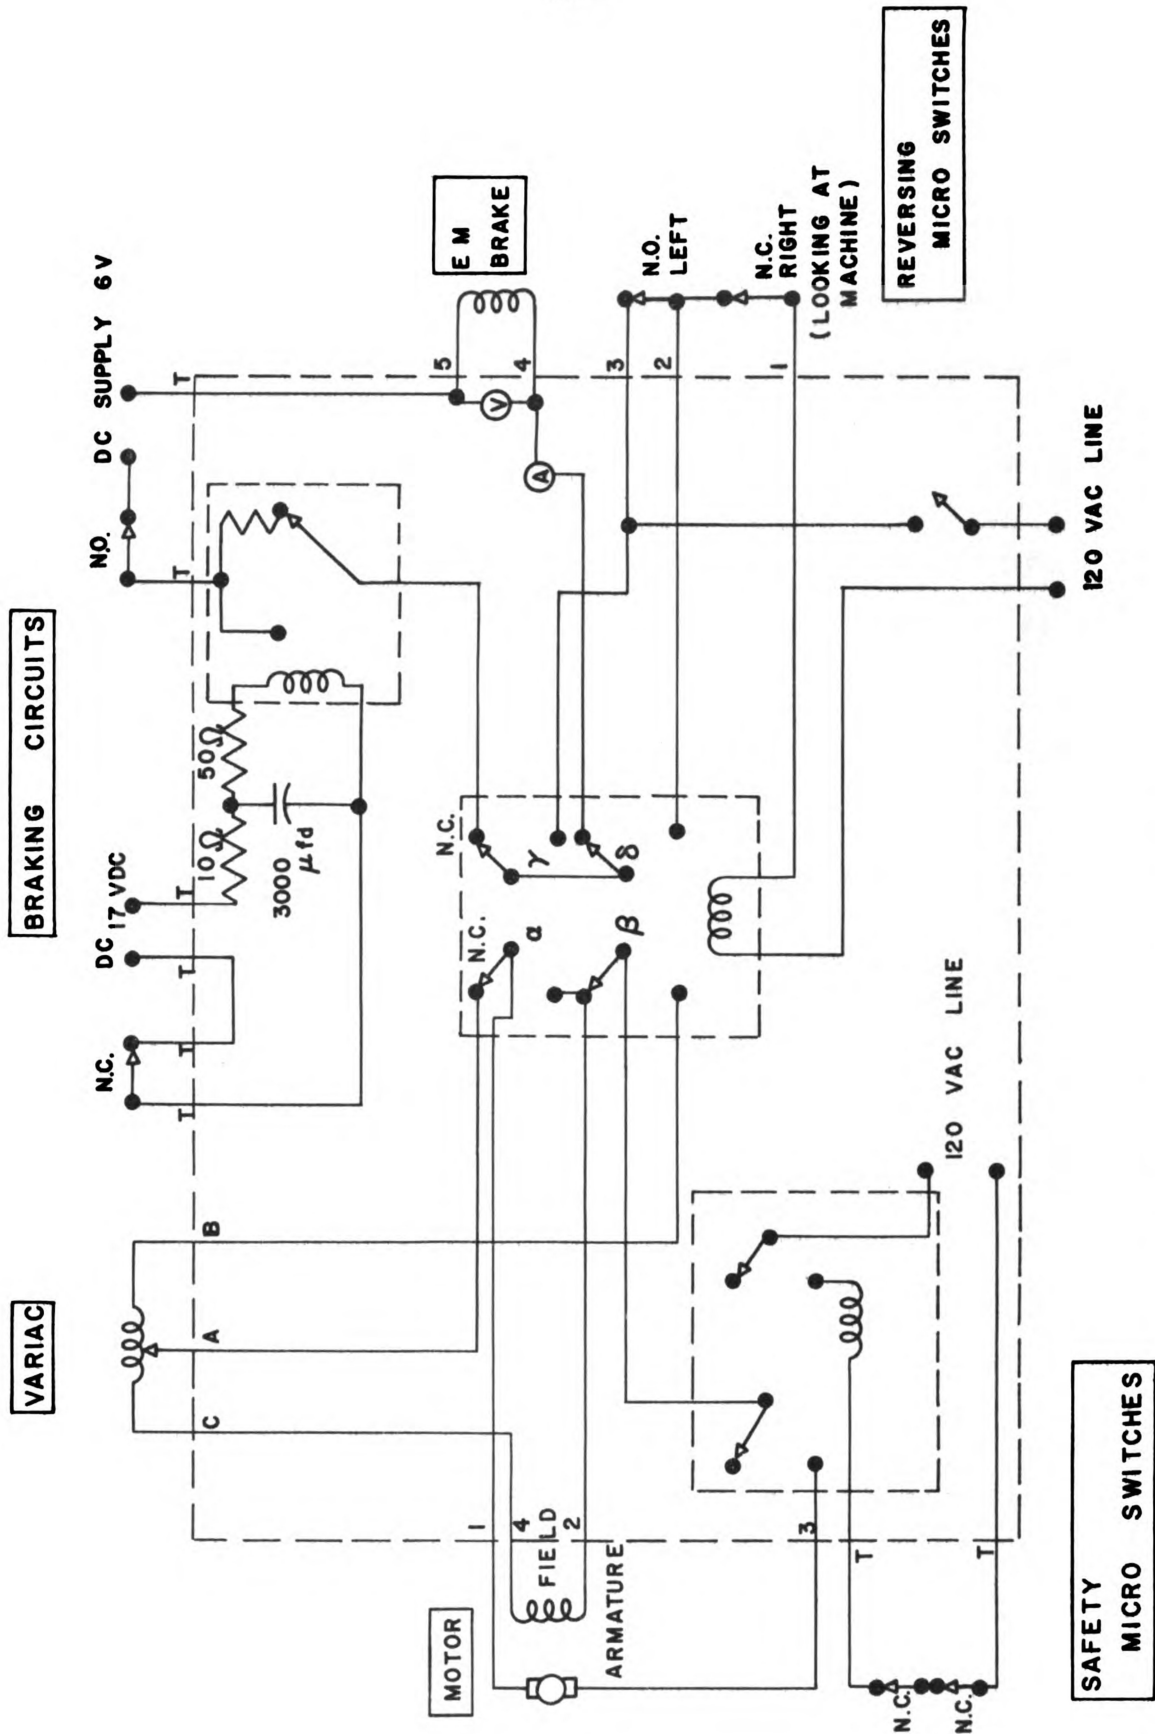 BRAKING CIRCUITS
VARIAC
N.C.
DC
17 VDC
N.O.
DC SUPPLY 6V
T
T
T
T
T
T
C
A
B
10Ω
50Ω
3000
μfd
E M
BRAKE
5
4
V
A
3
2
1
N.O.
LEFT
N.C.
RIGHT
(LOOKING AT
MACHINE)
REVERSING
MICRO SWITCHES
N.C.
N.C.
α
β
γ
δ
MOTOR
1
4
FIELD
2
ARMATURE
3
T
T
N.C.
N.C.
120 VAC LINE
120 VAC LINE
SAFETY
MICRO SWITCHES